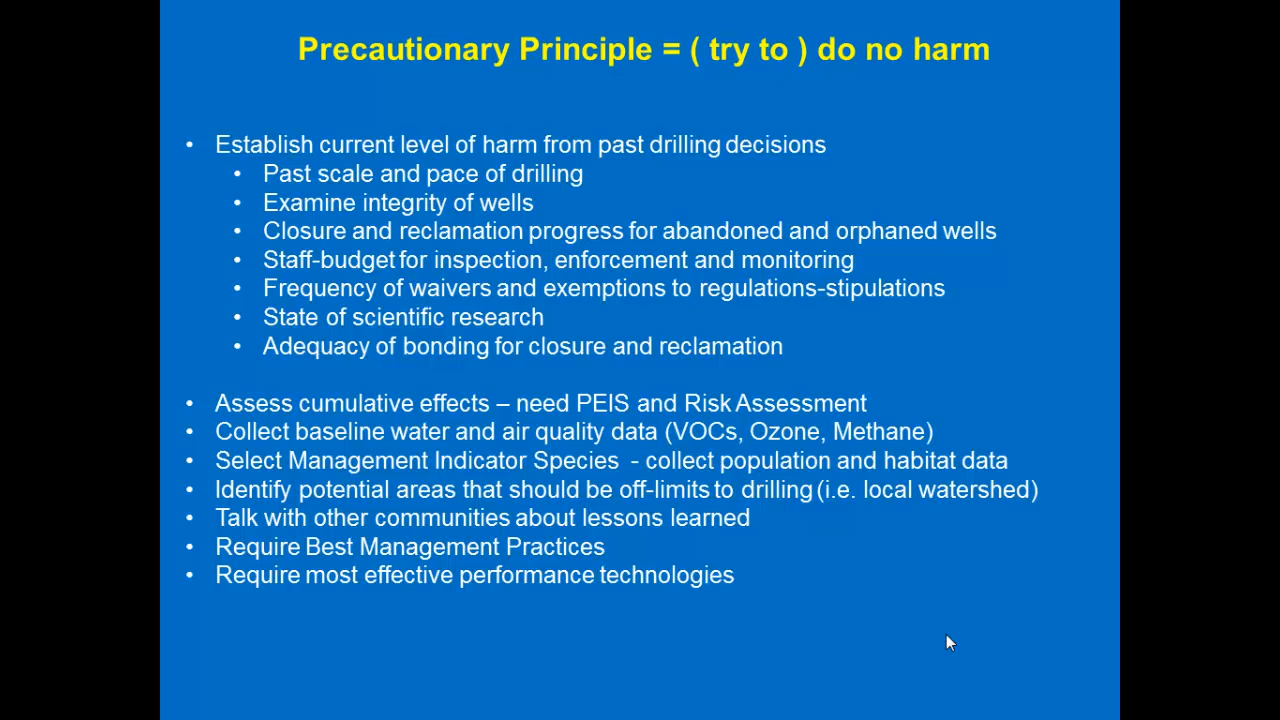 Precautionary Principle = ( try to ) do no harm
• Establish current level of harm from past drilling decisions
• Past scale and pace of drilling
• Examine integrity of wells
• Closure and reclamation progress for abandoned and orphaned wells
• Staff-budget for inspection, enforcement and monitoring
• Frequency of waivers and exemptions to regulations-stipulations
• State of scientific research
• Adequacy of bonding for closure and reclamation
• Assess cumulative effects – need PEIS and Risk Assessment
• Collect baseline water and air quality data (VOCs, Ozone, Methane)
• Select Management Indicator Species - collect population and habitat data
• Identify potential areas that should be off-limits to drilling (i.e. local watershed)
• Talk with other communities about lessons learned
• Require Best Management Practices
• Require most effective performance technologies